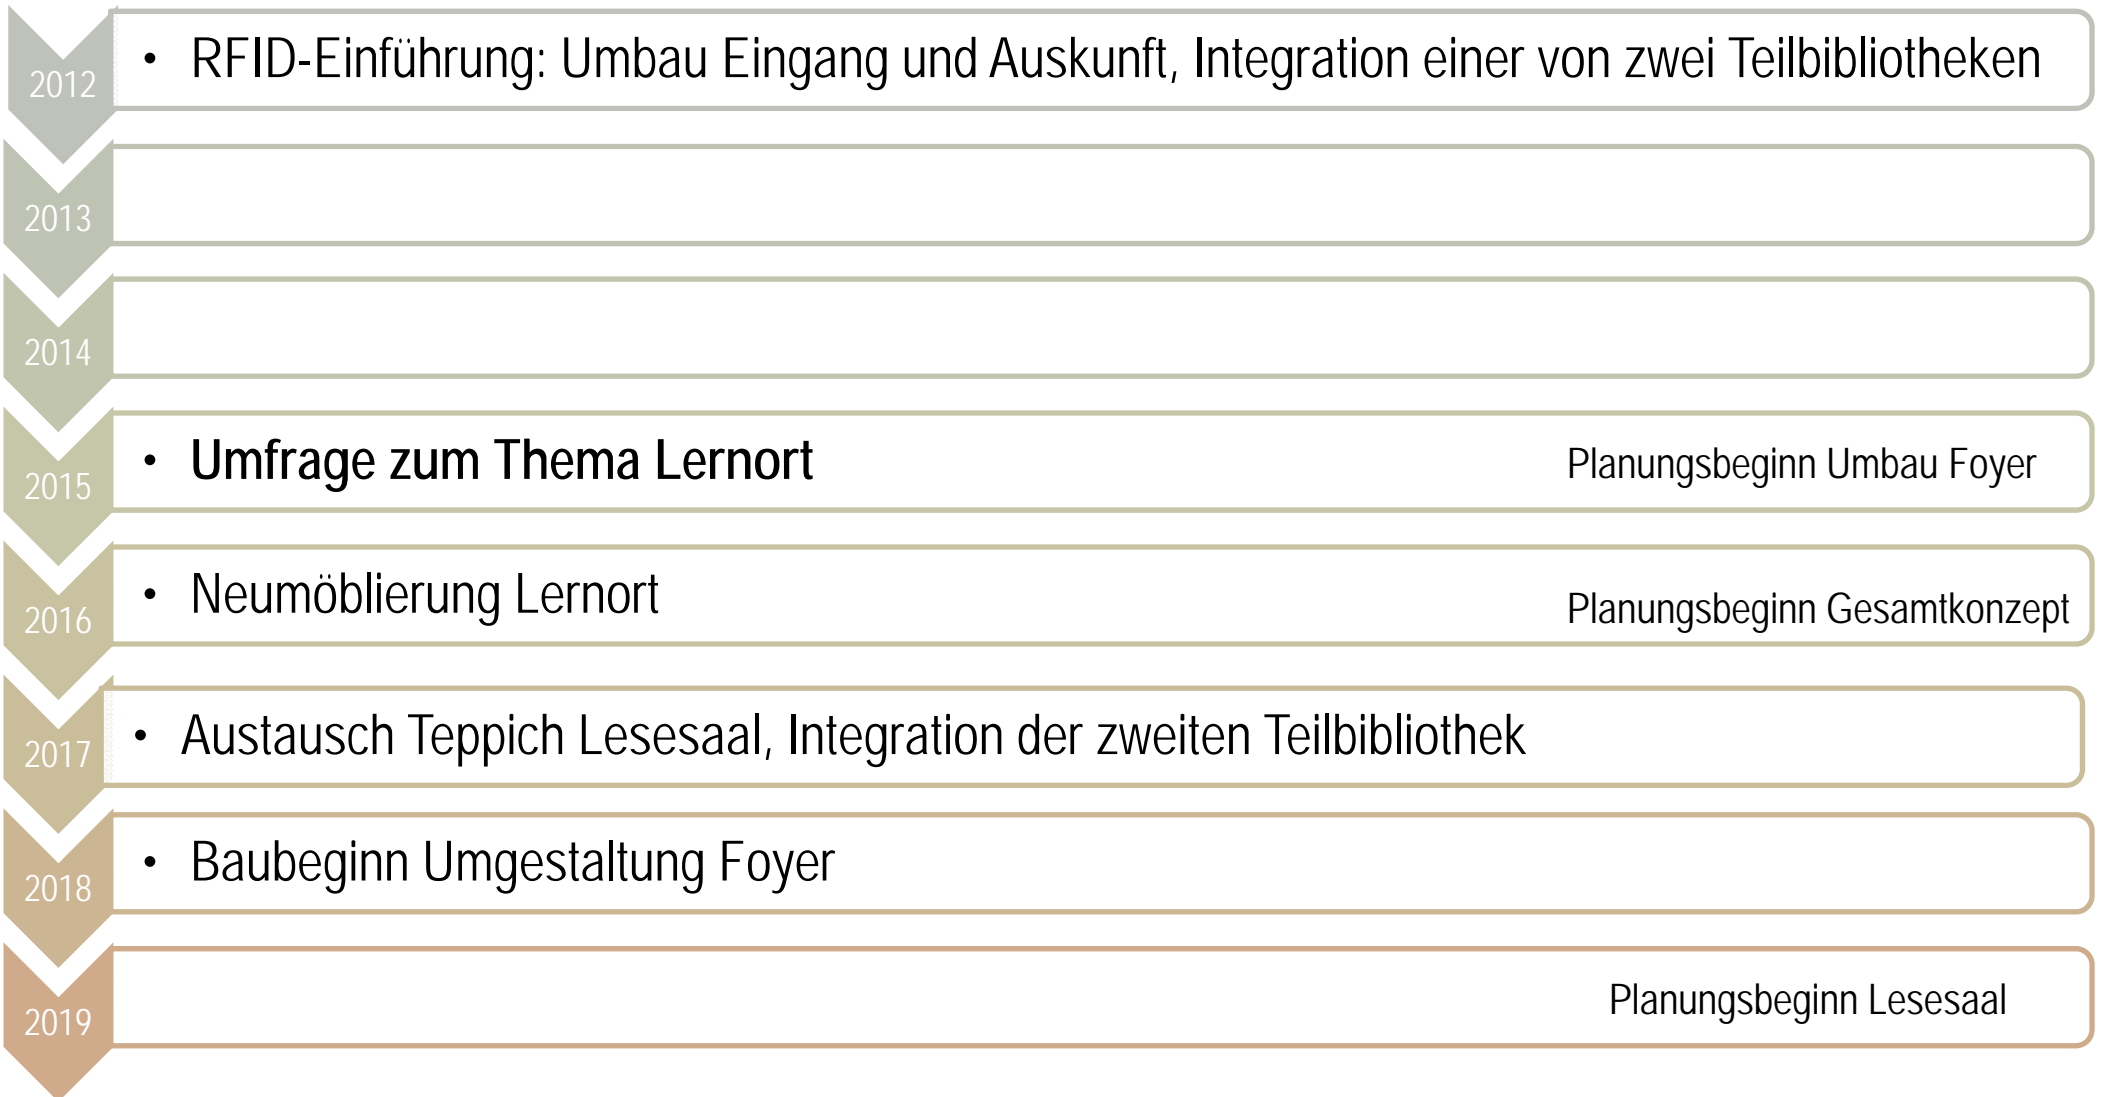 2012
• RFID-Einführung: Umbau Eingang und Auskunft, Integration einer von zwei Teilbibliotheken
2013
2014
2015
• Umfrage zum Thema Lernort
Planungsbeginn Umbau Foyer
2016
• Neumöblierung Lernort
Planungsbeginn Gesamtkonzept
2017
• Austausch Teppich Lesesaal, Integration der zweiten Teilbibliothek
2018
• Baubeginn Umgestaltung Foyer
2019
Planungsbeginn Lesesaal